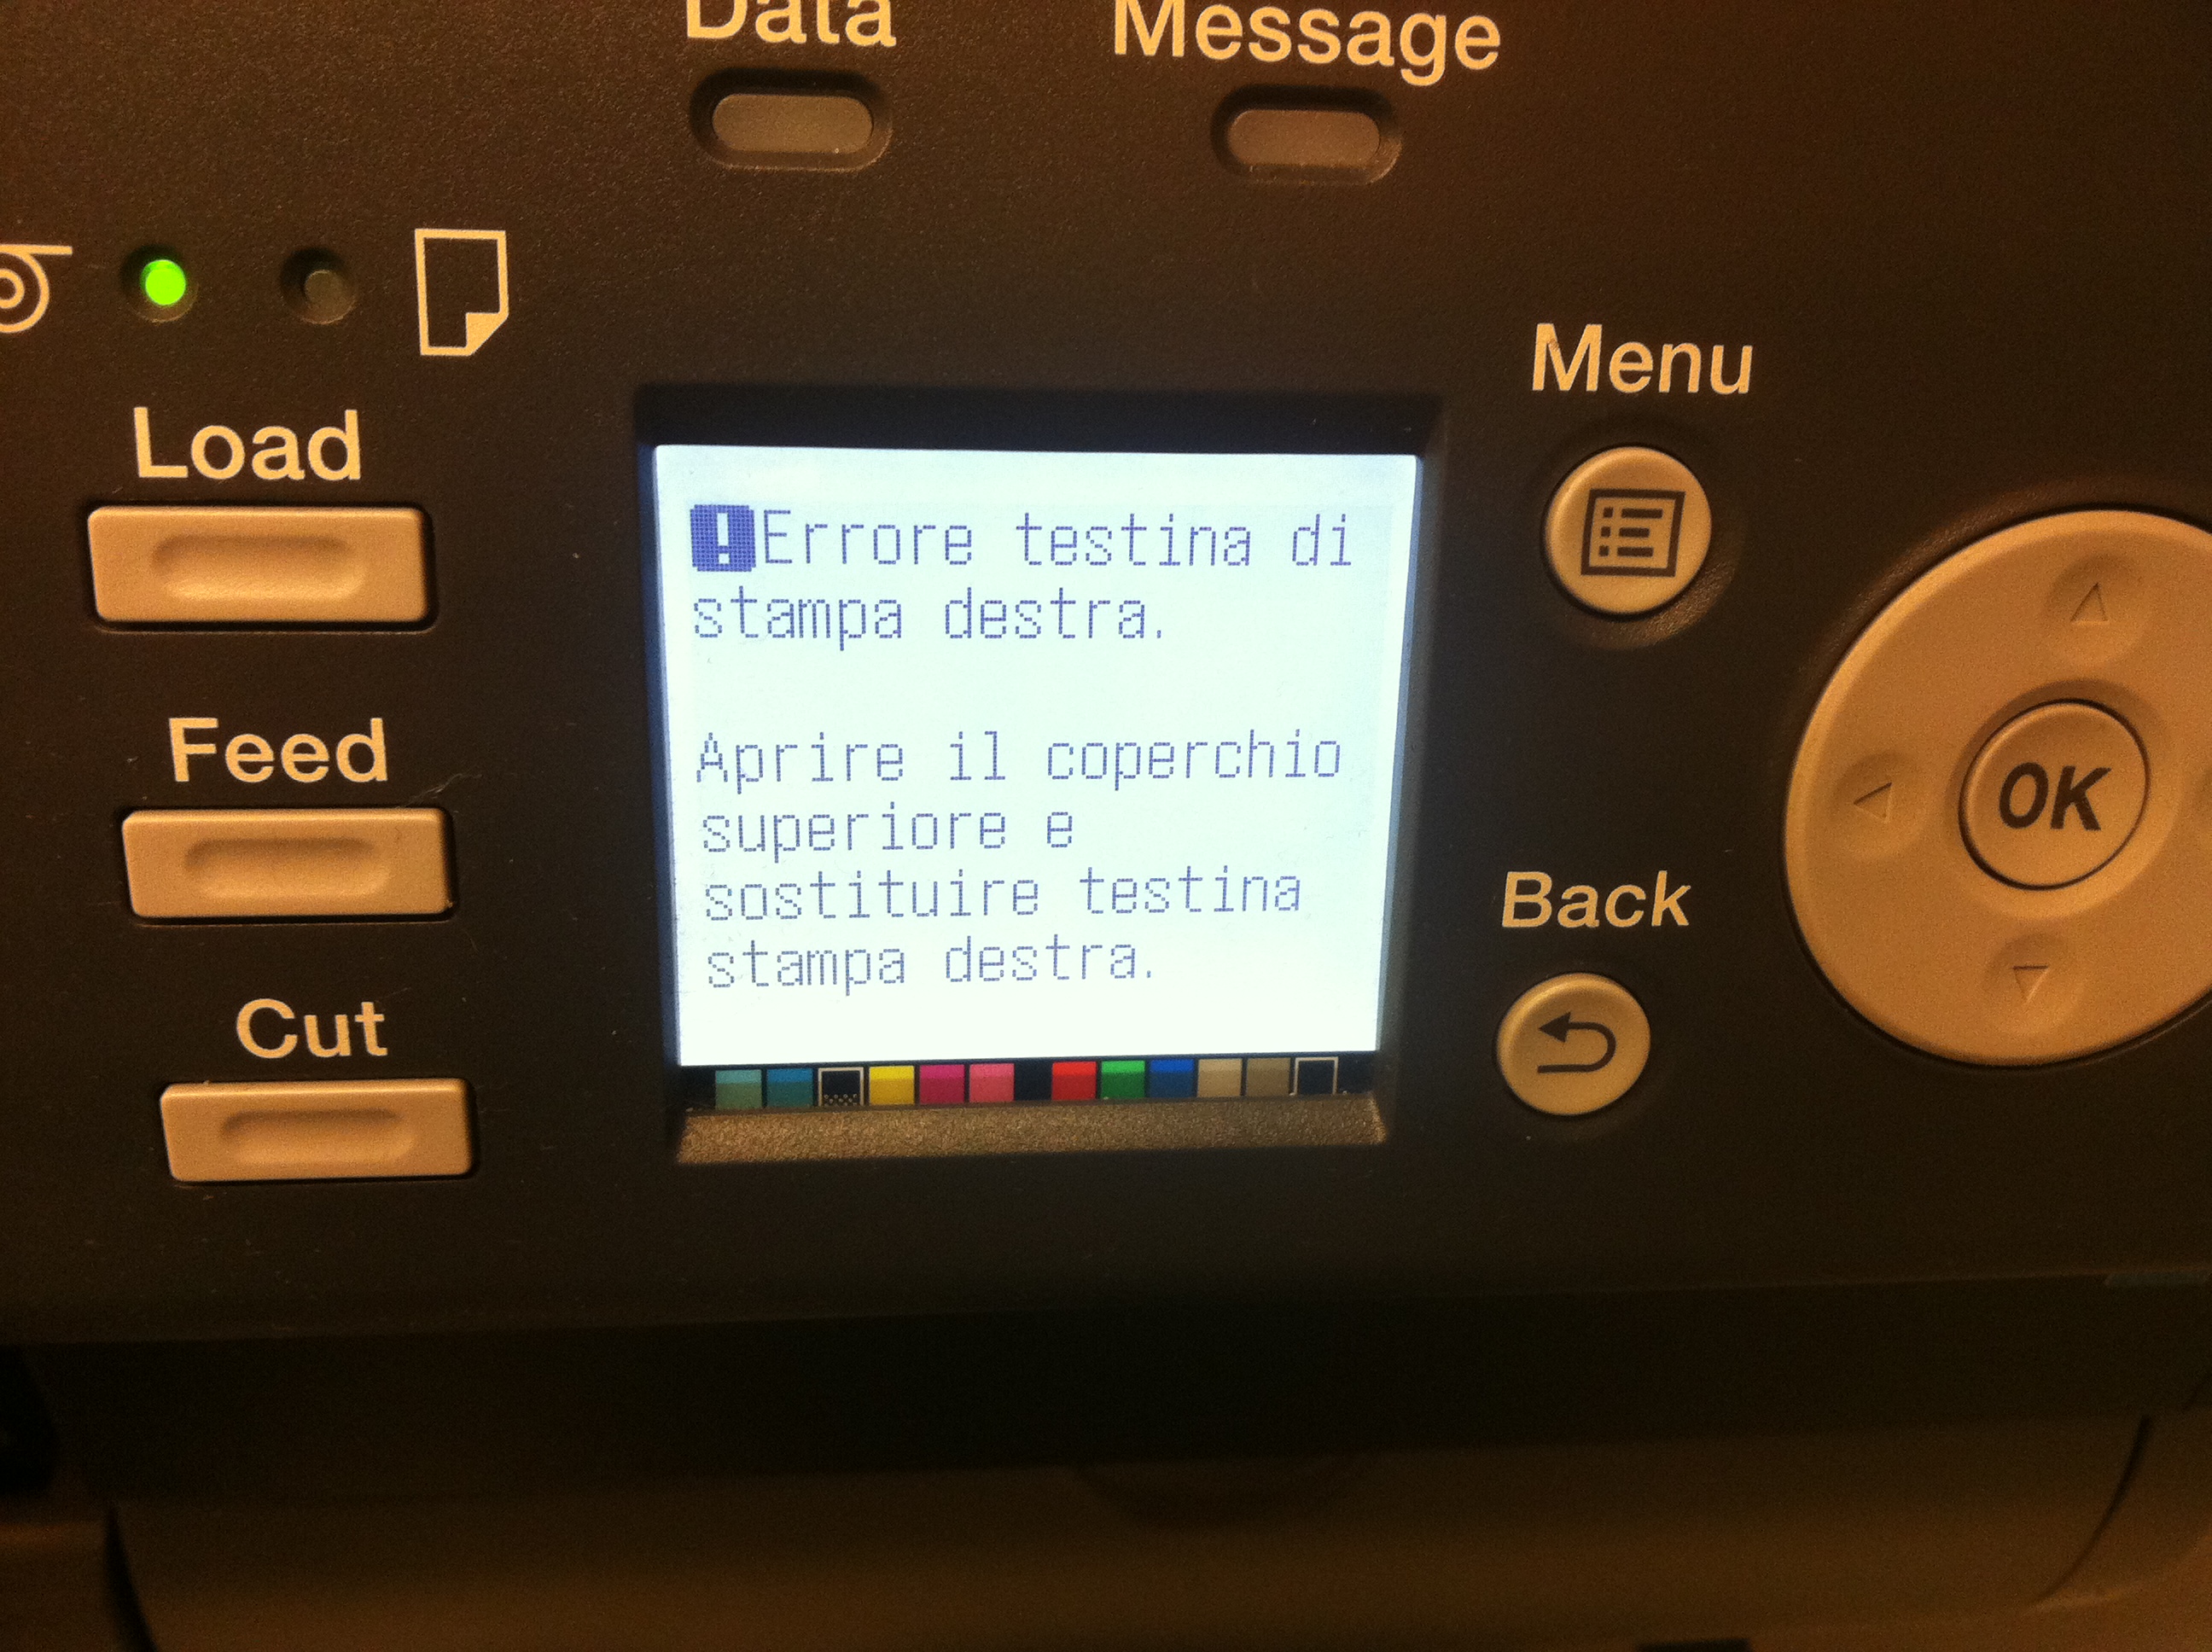 Data
Message
Load
Menu
! Errore testina di
stampa destra.
Aprire il coperchio
superiore e
sostituire testina
stampa destra.
Feed
OK
Back
Cut